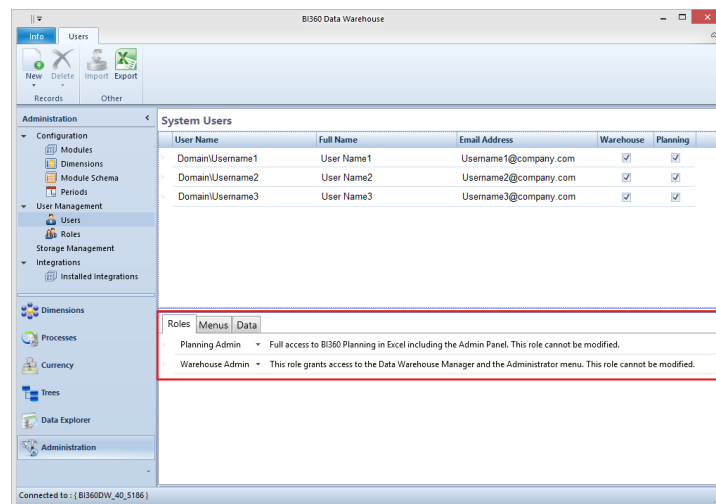 BI360 Data Warehouse
Info Users
New Delete Import Export
Records Other
Administration
Configuration
Modules
Dimensions
Module Schema
Periods
User Management
Users
Roles
Storage Management
Integrations
Installed Integrations
Dimensions
Processes
Currency
Trees
Data Explorer
Administration
System Users
User Name Full Name Email Address Warehouse Planning
Domain\Username1 User Name1 Username1@company.com
Domain\Username2 User Name2 Username2@company.com
Domain\Username3 User Name3 Username3@company.com
Roles Menus Data
Planning Admin Full access to BI360 Planning in Excel including the Admin Panel. This role cannot be modified.
Warehouse Admin This role grants access to the Data Warehouse Manager and the Administrator menu. This role cannot be modified.
Connected to : ( BI360DW_40_5186 )